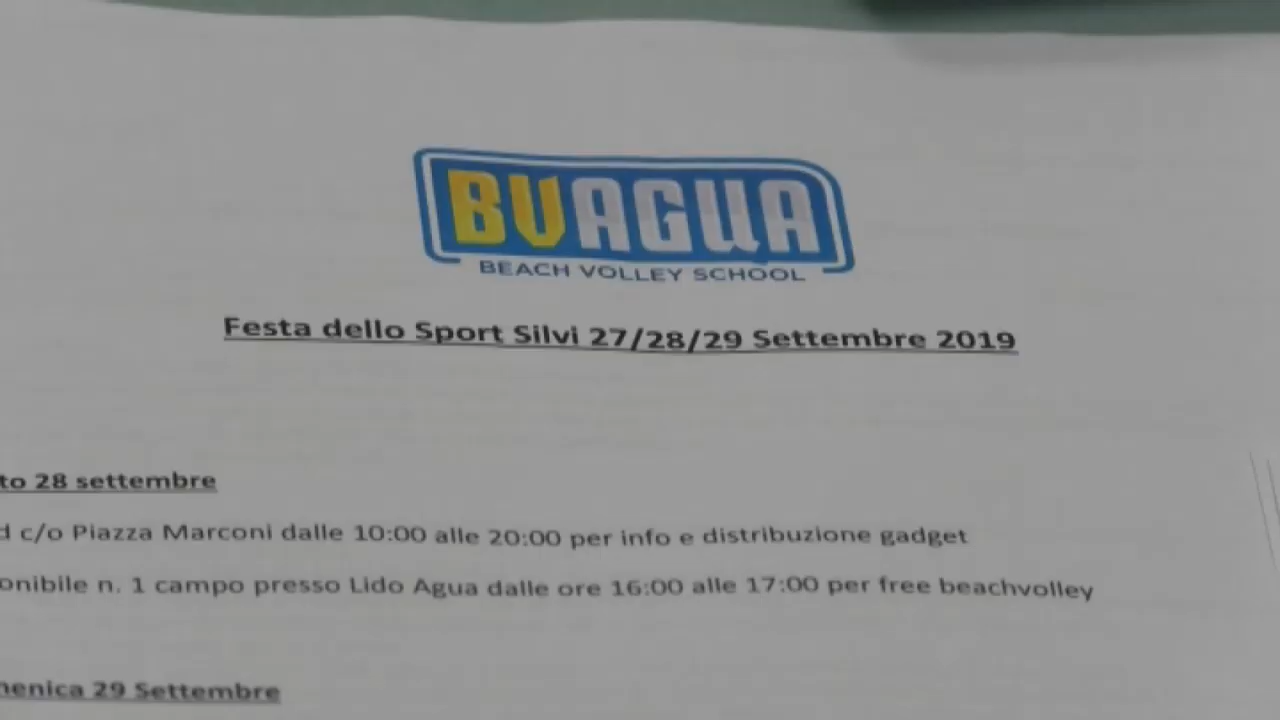 BVAGUA
BEACH VOLLEY SCHOOL
Festa dello Sport Silvi 27/28/29 Settembre 2019
to 28 settembre
d c/o Piazza Marconi dalle 10:00 alle 20:00 per info e distribuzione gadget
onibile n. 1 campo presso Lido Agua dalle ore 16:00 alle 17:00 per free beachvolley
enica 29 Settembre